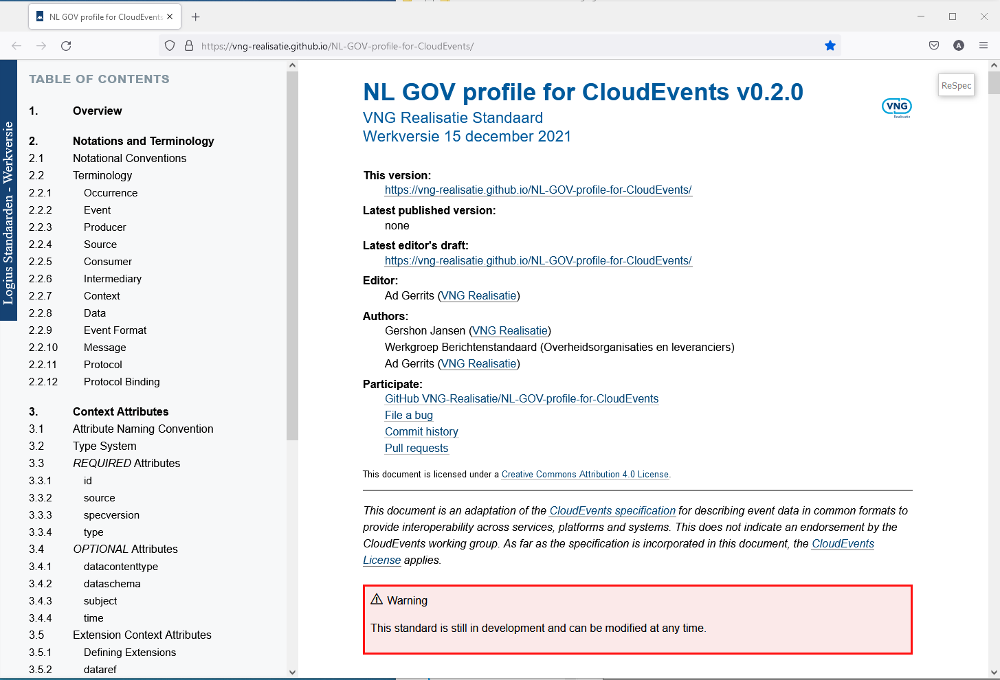 NL GOV profile for CloudEvents
https://vng-realisatie.github.io/NL-GOV-profile-for-CloudEvents/
A
Logius Standaarden - Werkversie
TABLE OF CONTENTS
1. Overview
2. Notations and Terminology
2.1 Notational Conventions
2.2 Terminology
2.2.1 Occurrence
2.2.2 Event
2.2.3 Producer
2.2.4 Source
2.2.5 Consumer
2.2.6 Intermediary
2.2.7 Context
2.2.8 Data
2.2.9 Event Format
2.2.10 Message
2.2.11 Protocol
2.2.12 Protocol Binding
3. Context Attributes
3.1 Attribute Naming Convention
3.2 Type System
3.3 REQUIRED Attributes
3.3.1 id
3.3.2 source
3.3.3 specversion
3.3.4 type
3.4 OPTIONAL Attributes
3.4.1 datacontenttype
3.4.2 dataschema
3.4.3 subject
3.4.4 time
3.5 Extension Context Attributes
3.5.1 Defining Extensions
3.5.2 dataref
ReSpec
VNG
Realisatie
NL GOV profile for CloudEvents v0.2.0
VNG Realisatie Standaard
Werkversie 15 december 2021
This version:
https://vng-realisatie.github.io/NL-GOV-profile-for-CloudEvents/
Latest published version:
none
Latest editor's draft:
https://vng-realisatie.github.io/NL-GOV-profile-for-CloudEvents/
Editor:
Ad Gerrits (VNG Realisatie)
Authors:
Gershon Jansen (VNG Realisatie)
Werkgroep Berichtenstandaard (Overheidsorganisaties en leveranciers)
Ad Gerrits (VNG Realisatie)
Participate:
GitHub VNG-Realisatie/NL-GOV-profile-for-CloudEvents
File a bug
Commit history
Pull requests
This document is licensed under a Creative Commons Attribution 4.0 License.
This document is an adaptation of the CloudEvents specification for describing event data in common formats to
provide interoperability across services, platforms and systems. This does not indicate an endorsement by the
CloudEvents working group. As far as the specification is incorporated in this document, the CloudEvents
License applies.
Warning
This standard is still in development and can be modified at any time.